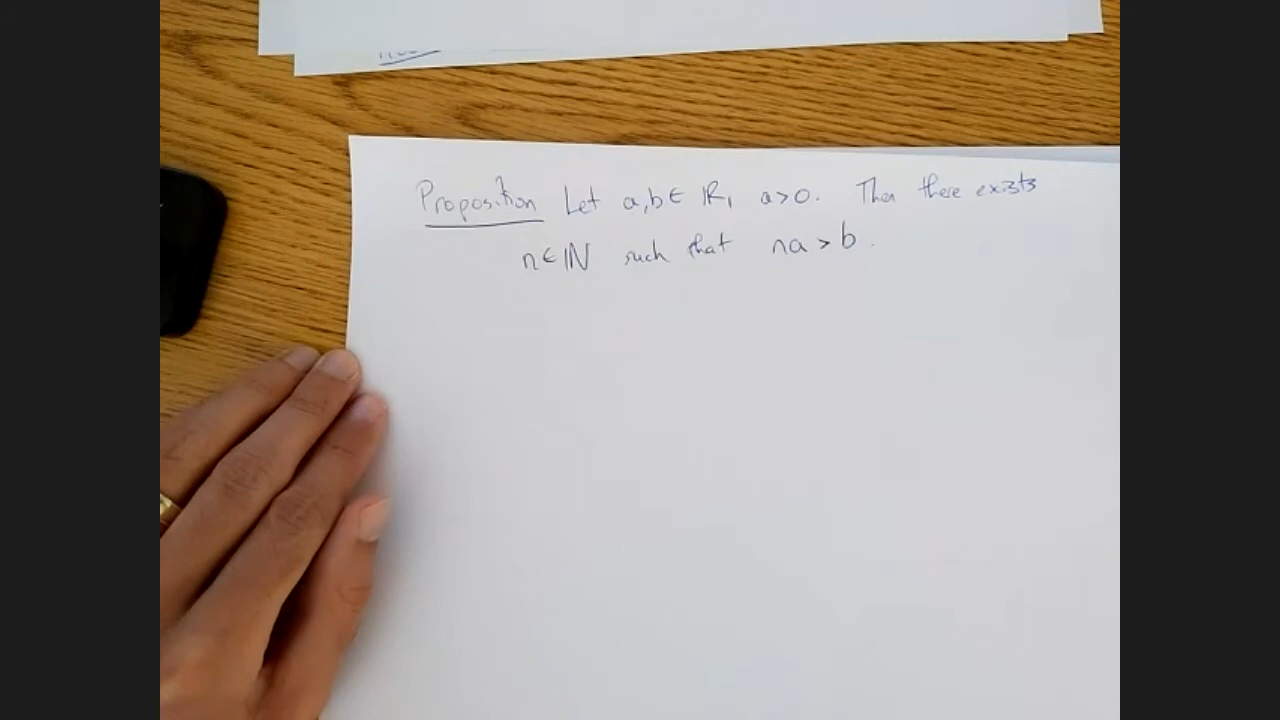 Proposition Let a,b ∈ ℝ, a > 0. Then there exists
n ∈ ℕ such that na > b.